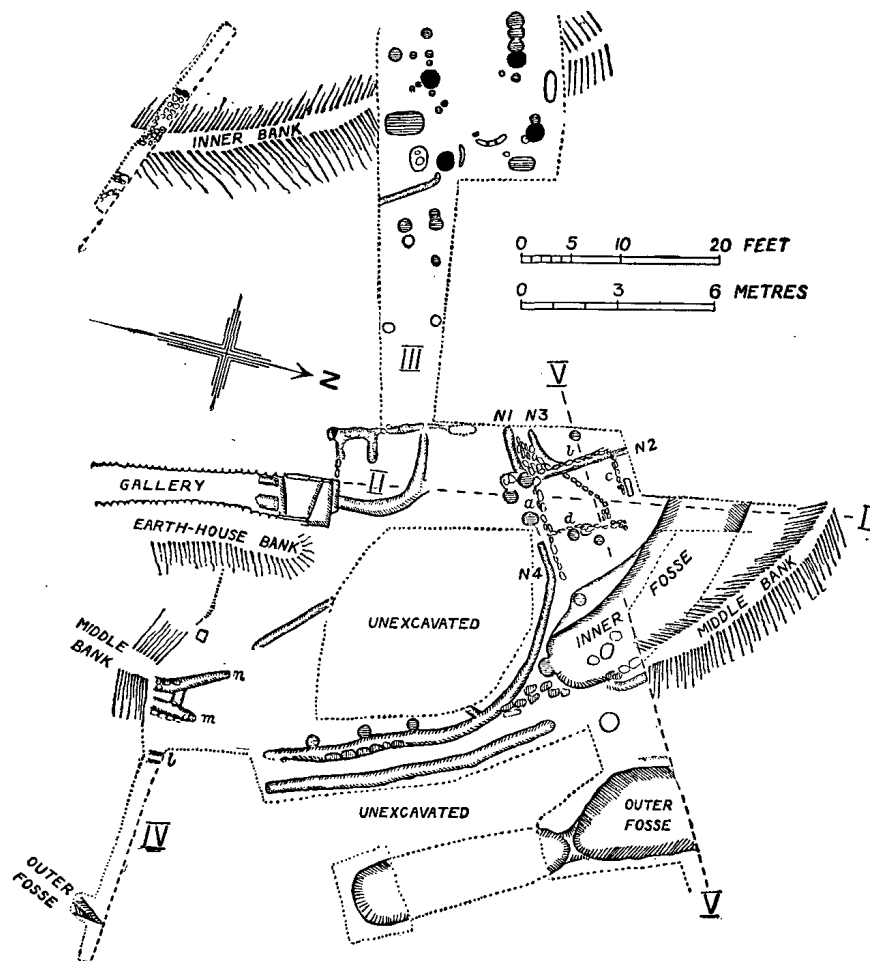 INNER BANK
0 5 10 20 FEET
0 3 6 METRES
N
III
V
N1 N3
N2
l
c
II
a
d
GALLERY
I
EARTH-HOUSE BANK
N4
FOSSE
INNER
MIDDLE BANK
UNEXCAVATED
MIDDLE
BANK
n
m
l
UNEXCAVATED
OUTER
FOSSE
IV
OUTER
FOSSE
V